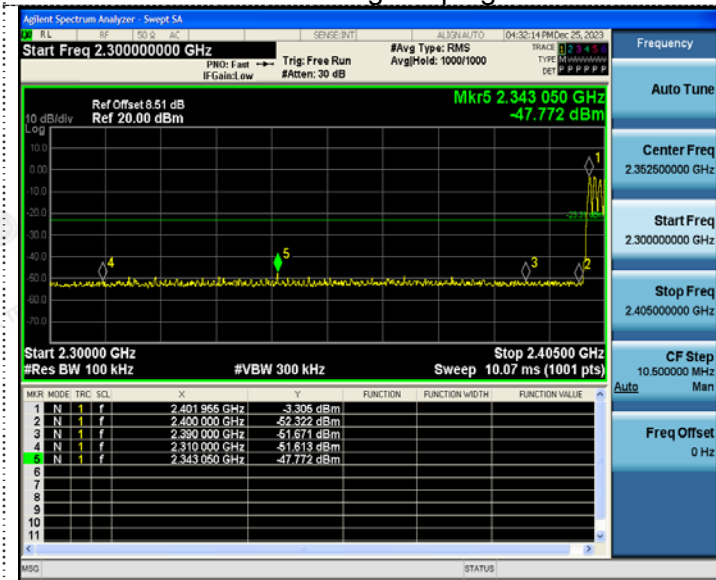 Agilent Spectrum Analyzer - Swept SA
RL RF 50 Ω AC SENSE:INT ALIGN AUTO 04:32:14 PM Dec 25, 2023
Start Freq 2.300000000 GHz
PNO: Fast
IFGain:Low
Trig: Free Run
#Atten: 30 dB
#Avg Type: RMS
Avg|Hold: 1000/1000
TRACE 1 2 3 4 5 6
TYPE M
DET P P P P P P
Frequency
Auto Tune
Center Freq
2.352500000 GHz
Start Freq
2.300000000 GHz
Stop Freq
2.405000000 GHz
CF Step
10.500000 MHz
Auto Man
Freq Offset
0 Hz
Mkr5 2.343 050 GHz
-47.772 dBm
Ref Offset 8.51 dB
10 dB/div Ref 20.00 dBm
Log
10.0
0.00
-10.0
-20.0
-30.0
-40.0
-50.0
-60.0
-70.0
1
2
3
4
5
Start 2.30000 GHz Stop 2.40500 GHz
#Res BW 100 kHz #VBW 300 kHz Sweep 10.07 ms (1001 pts)
MKR MODE TRC SCL X Y FUNCTION FUNCTION WIDTH FUNCTION VALUE
1 N 1 f 2.401 955 GHz -3.305 dBm
2 N 1 f 2.400 000 GHz -52.322 dBm
3 N 1 f 2.390 000 GHz -51.671 dBm
4 N 1 f 2.310 000 GHz -51.613 dBm
5 N 1 f 2.343 050 GHz -47.772 dBm
6
7
8
9
10
11
MSG STATUS